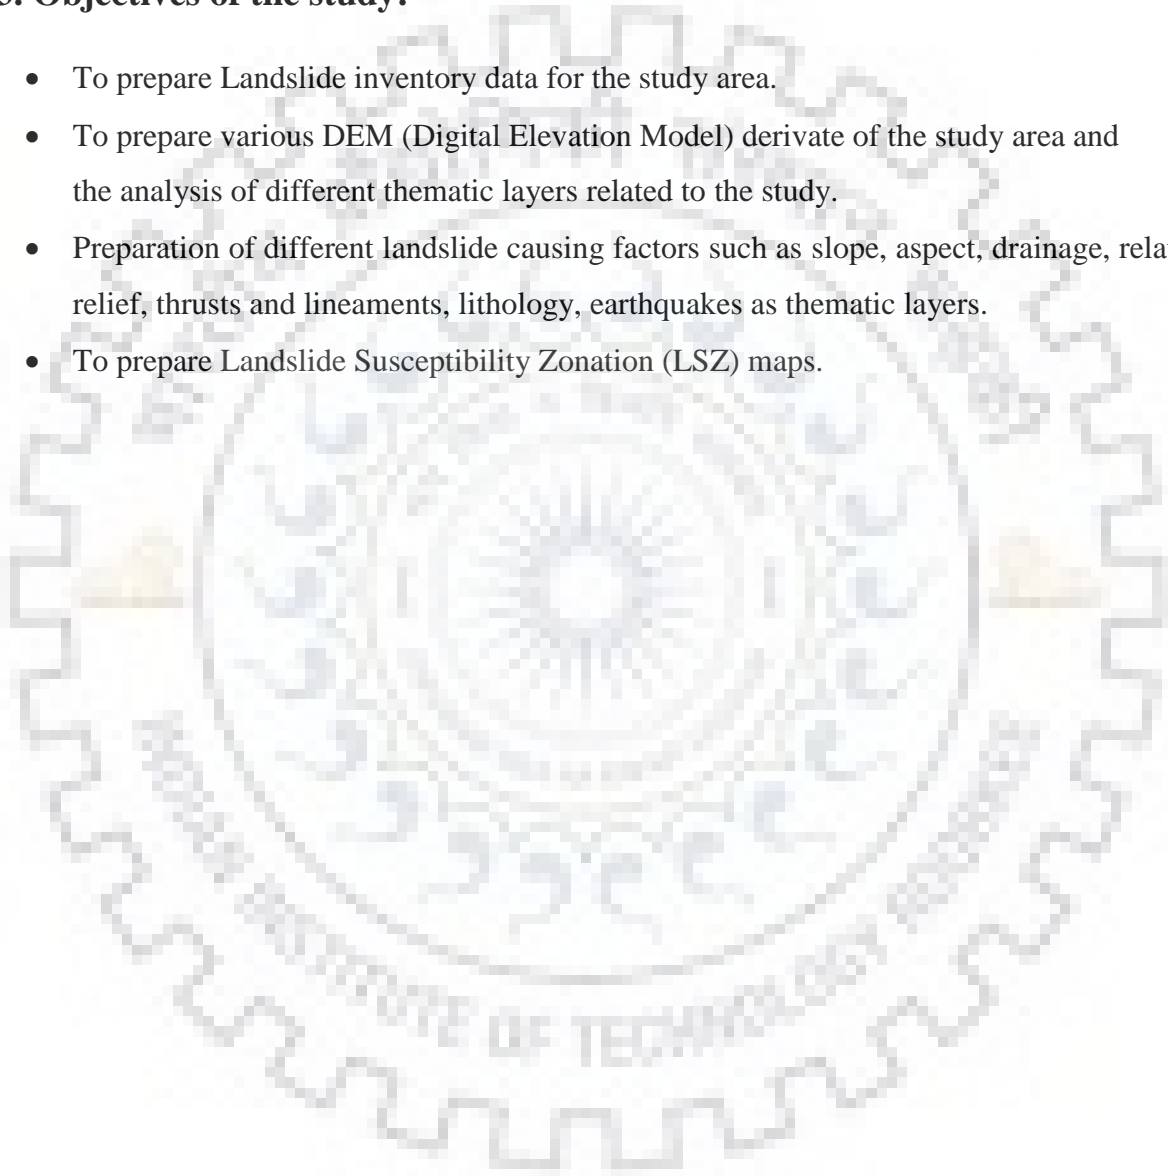 Objectives of the study:
• To prepare Landslide inventory data for the study area.
• To prepare various DEM (Digital Elevation Model) derivate of the study area and
the analysis of different thematic layers related to the study.
• Preparation of different landslide causing factors such as slope, aspect, drainage,
relief, thrusts and lineaments, lithology, earthquakes as thematic layers.
• To prepare Landslide Susceptibility Zonation (LSZ) maps.
INSTITUTE OF TECHNOLOGY ROORKEE